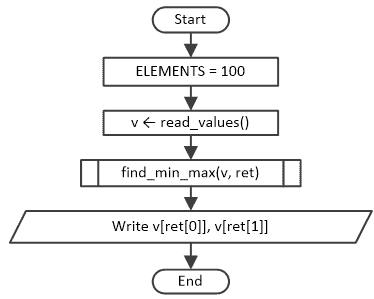 Start
ELEMENTS = 100
v ← read_values()
find_min_max(v, ret)
Write v[ret[0]], v[ret[1]]
End